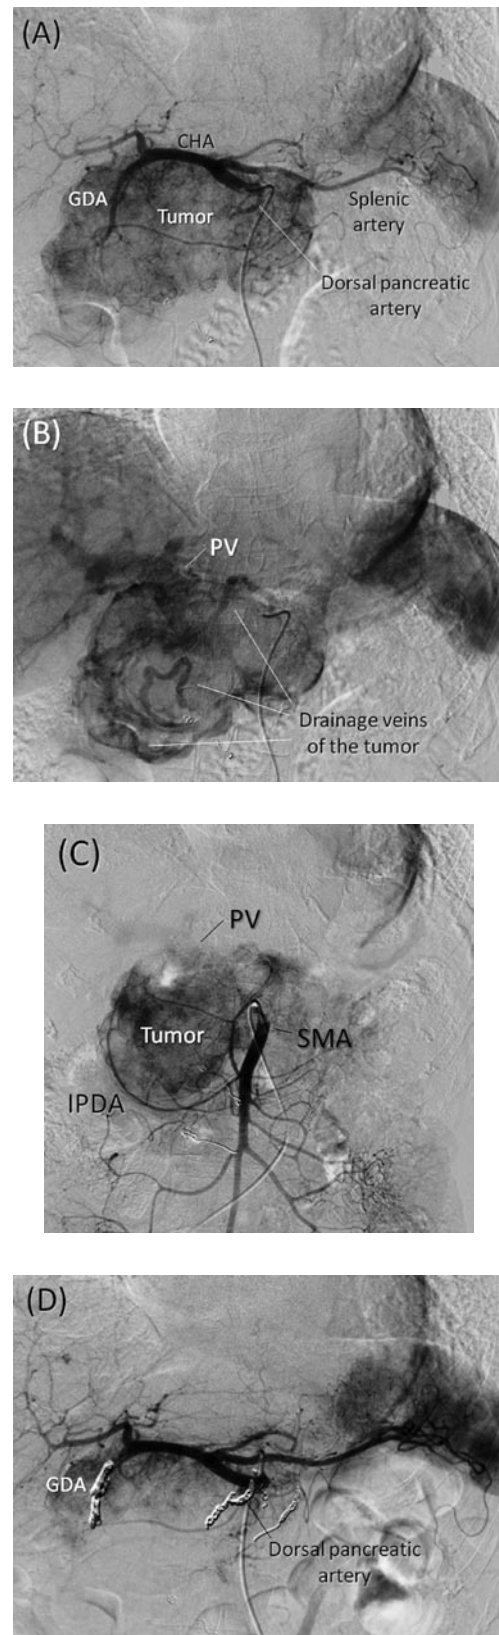 (A)
CHA
GDA
Tumor
Splenic
artery
Dorsal pancreatic
artery
(B)
PV
Drainage veins
of the tumor
(C)
PV
Tumor
SMA
IPDA
(D)
GDA
Dorsal pancreatic
artery